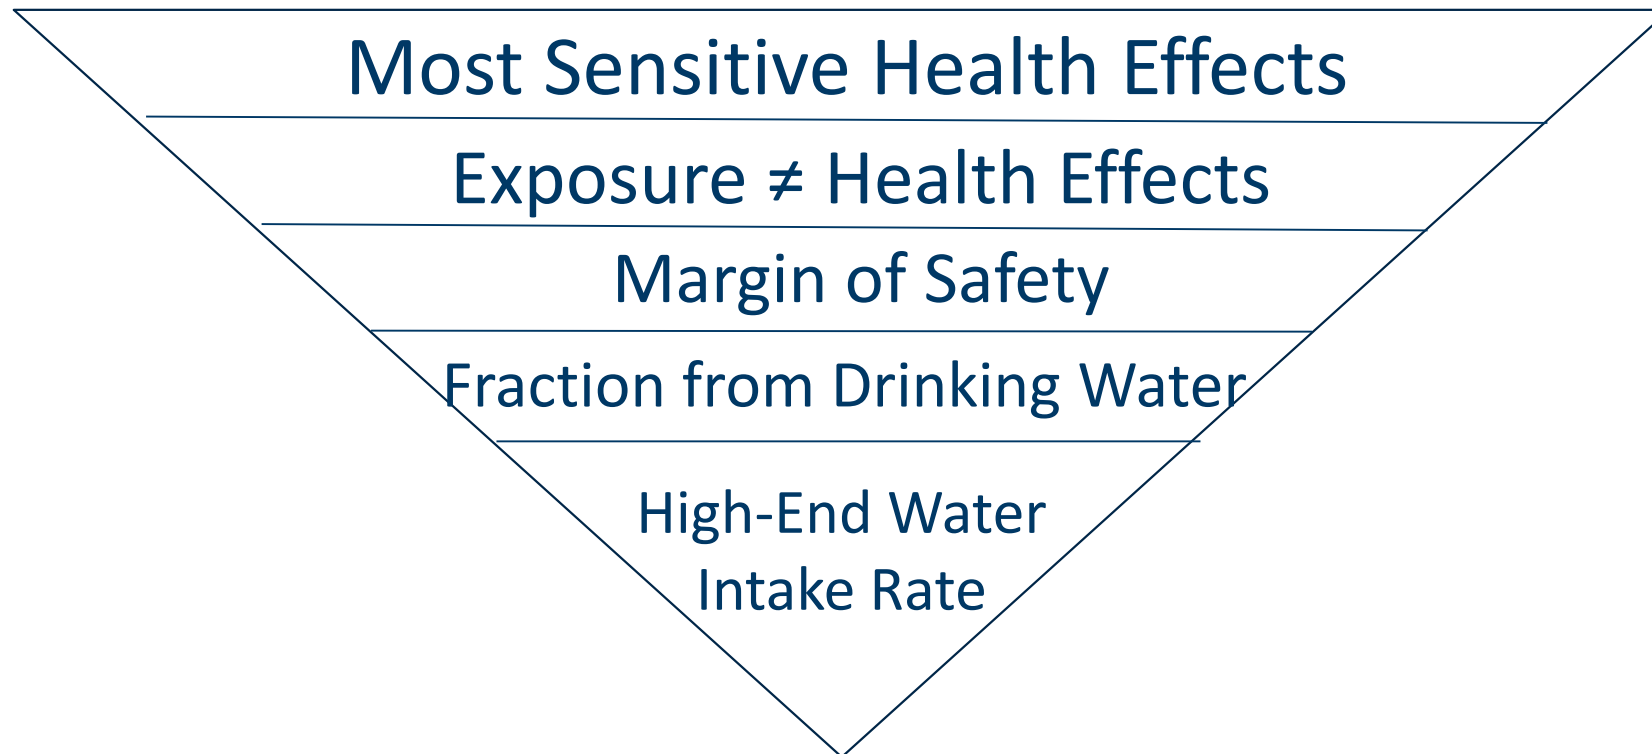 Most Sensitive Health Effects
Exposure ≠ Health Effects
Margin of Safety
Fraction from Drinking Water
High-End Water
Intake Rate